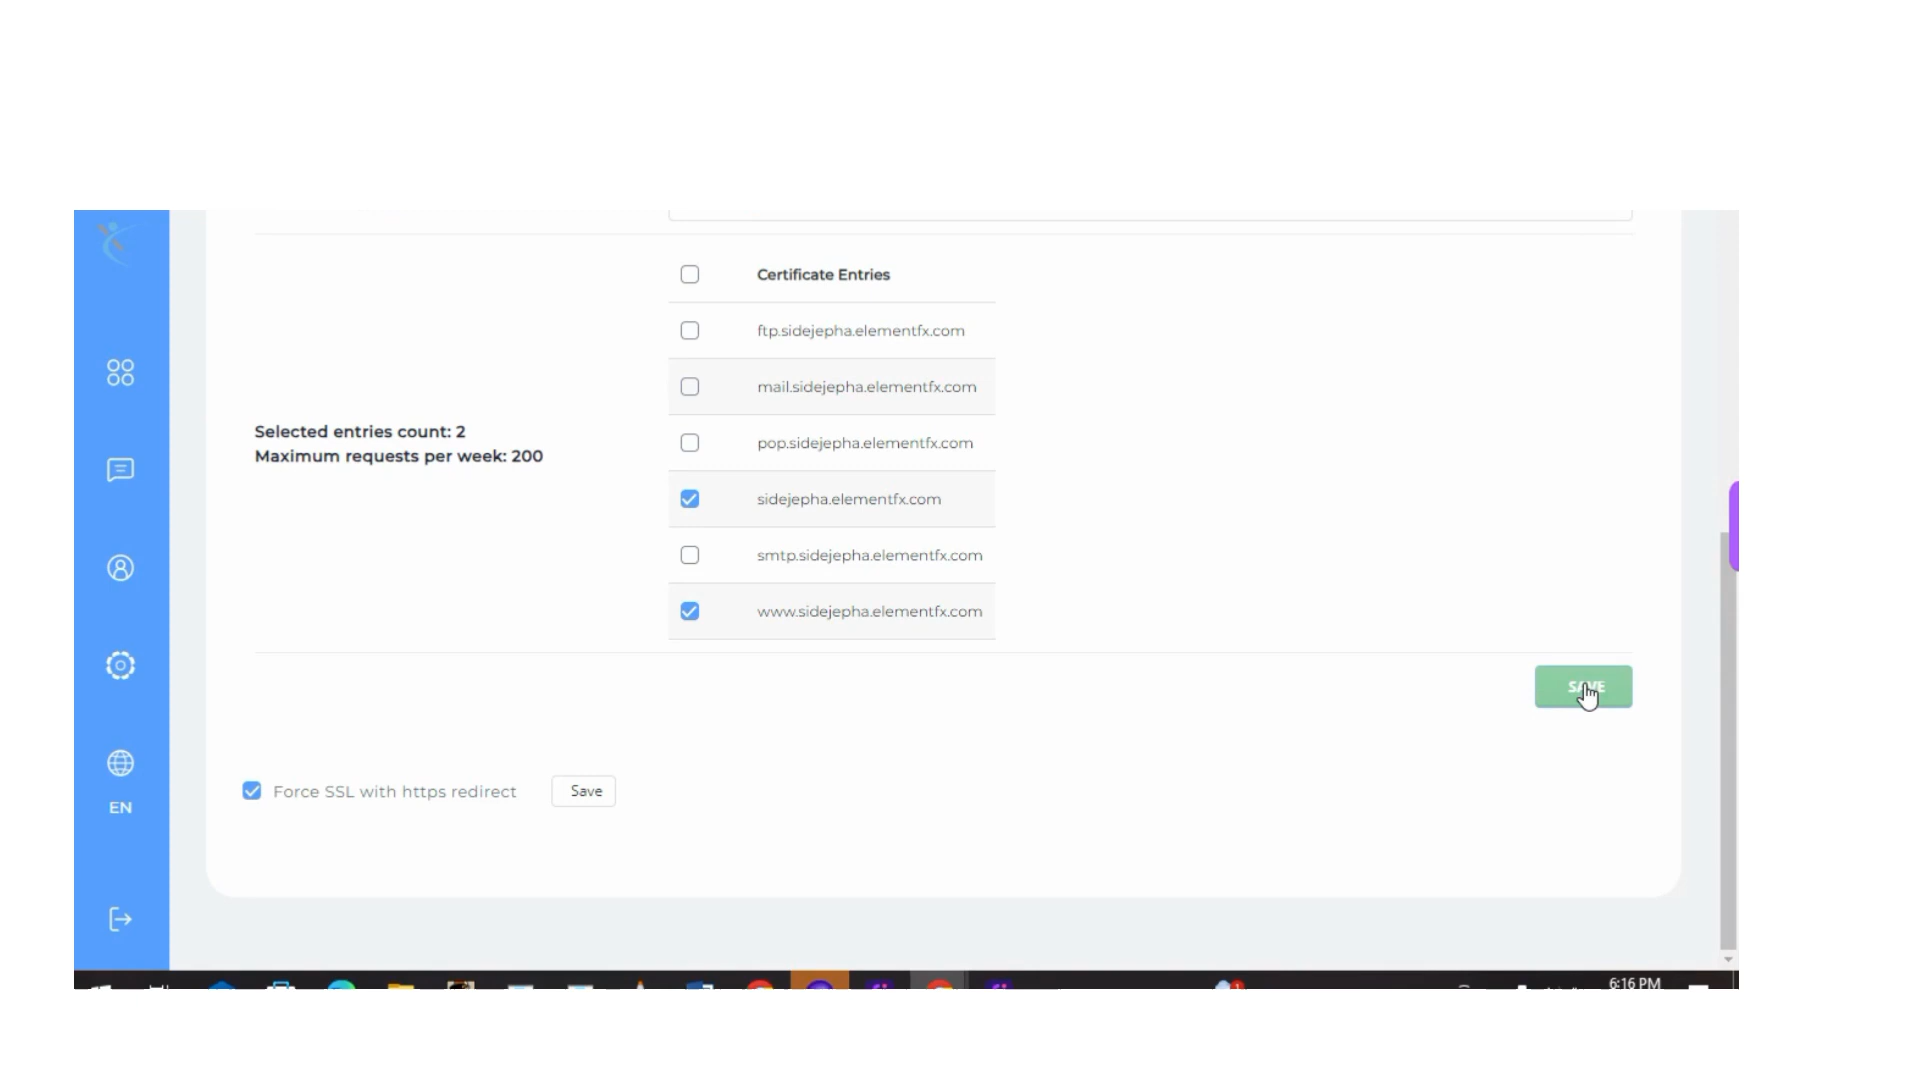 Certificate Entries
ftp.sidejepha.elementfx.com
mail.sidejepha.elementfx.com
pop.sidejepha.elementfx.com
Selected entries count: 2
Maximum requests per week: 200
sidejepha.elementfx.com
smtp.sidejepha.elementfx.com
www.sidejepha.elementfx.com
SAVE
Force SSL with https redirect
Save
EN
1
6:16 PM